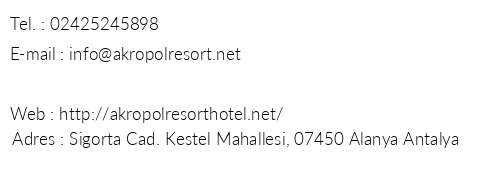 Tel. : 02425245898
E-mail : info@akropolresort.net
Web : http://akropolresorthotel.net/
Adres : Sigorta Cad. Kestel Mahallesi, 07450 Alanya Antalya